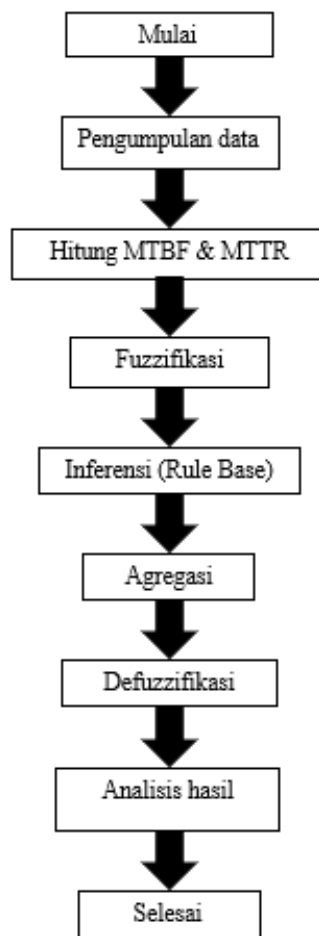 Mulai
Pengumpulan data
Hitung MTBF & MTTR
Fuzzifikasi
Inferensi (Rule Base)
Agregasi
Defuzzifikasi
Analisis hasil
Selesai